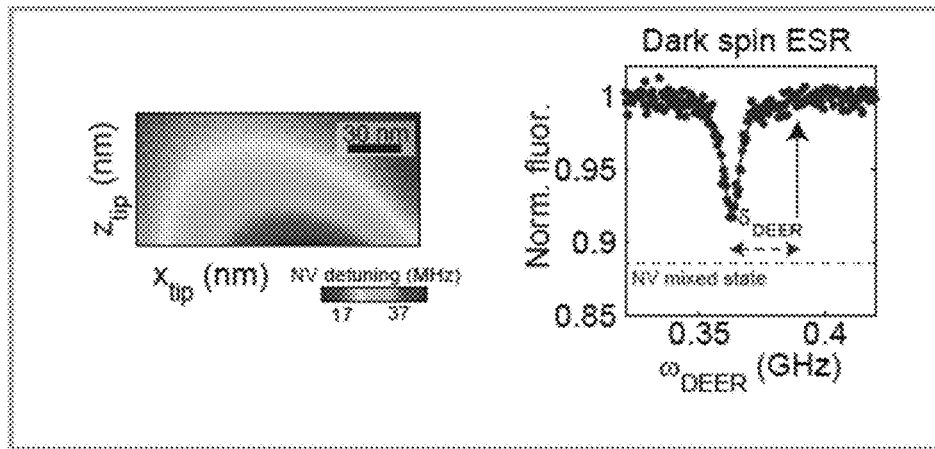 30 nm
z_tip (nm)
x_tip (nm)
NV detuning (MHz)
17 37
Dark spin ESR
Norm. fluor.
1
0.95
0.9
0.85
δ_DEER
NV mixed state
0.35 0.4
ω_DEER (GHz)